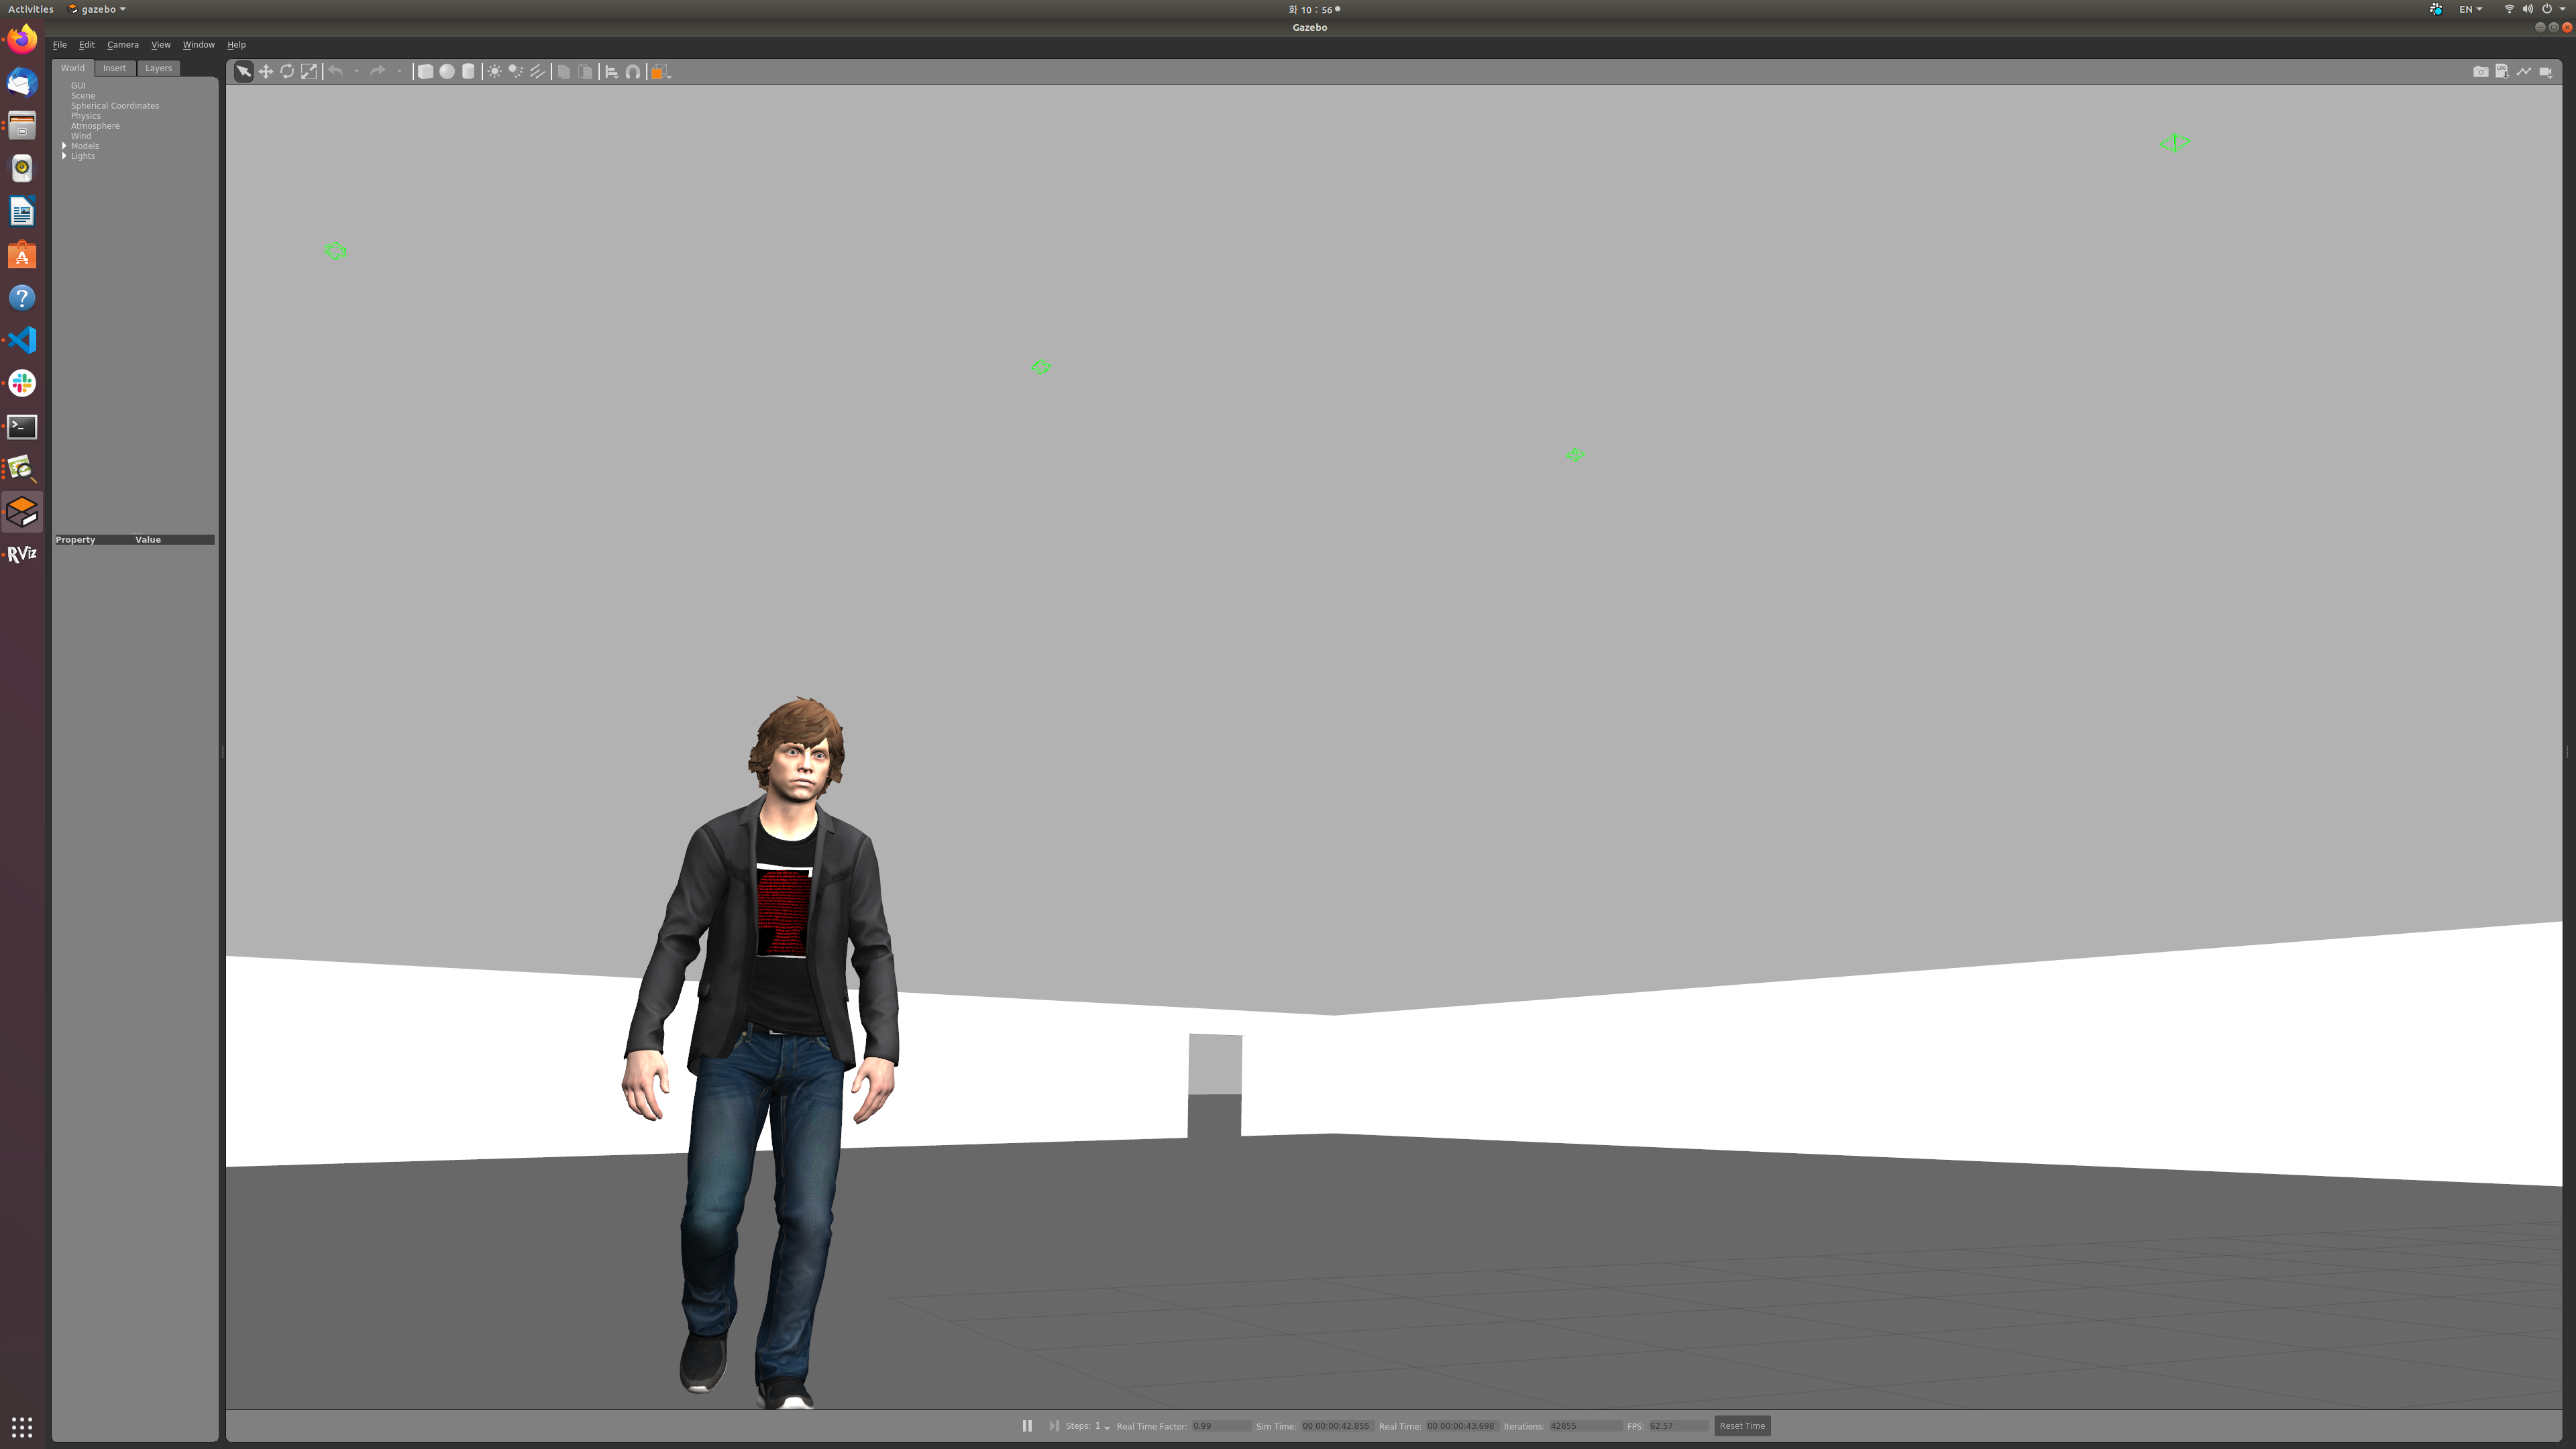 Activities
gazebo
화 10 : 56
EN
Gazebo
File Edit Camera View Window Help
World Insert Layers
GUI
Scene
Spherical Coordinates
Physics
Atmosphere
Wind
Models
Lights
Property Value
RViz
Steps: 1 Real Time Factor: 0.99 Sim Time: 00 00:00:42.855 Real Time: 00 00:00:43.698 Iterations: 42855 FPS: 62.57 Reset Time